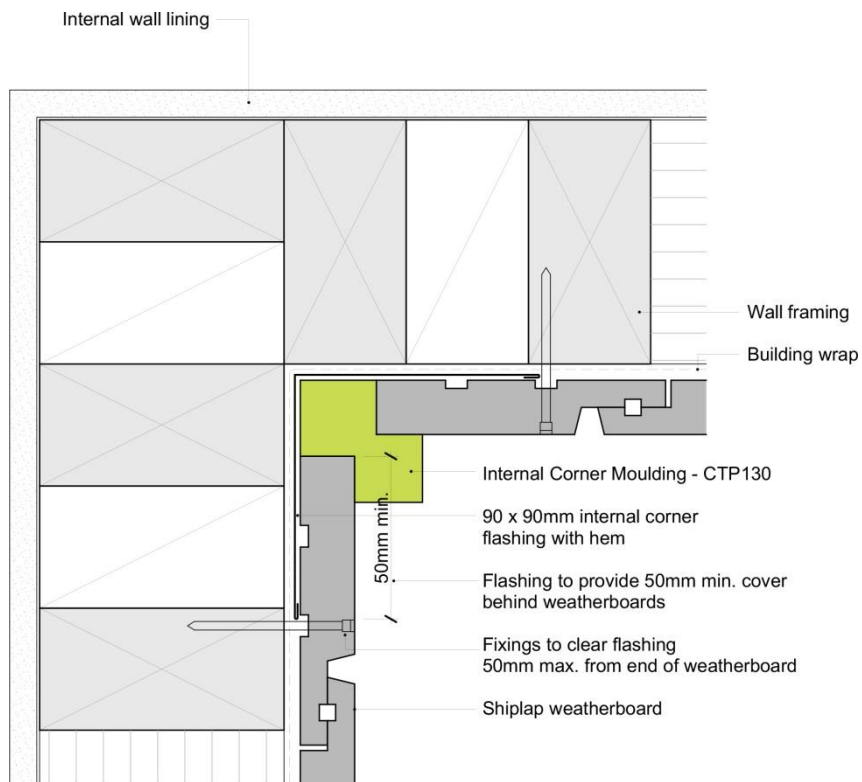 Internal wall lining
Wall framing
Building wrap
Internal Corner Moulding - CTP130
90 x 90mm internal corner
flashing with hem
50mm min.
Flashing to provide 50mm min. cover
behind weatherboards
Fixings to clear flashing
50mm max. from end of weatherboard
Shiplap weatherboard